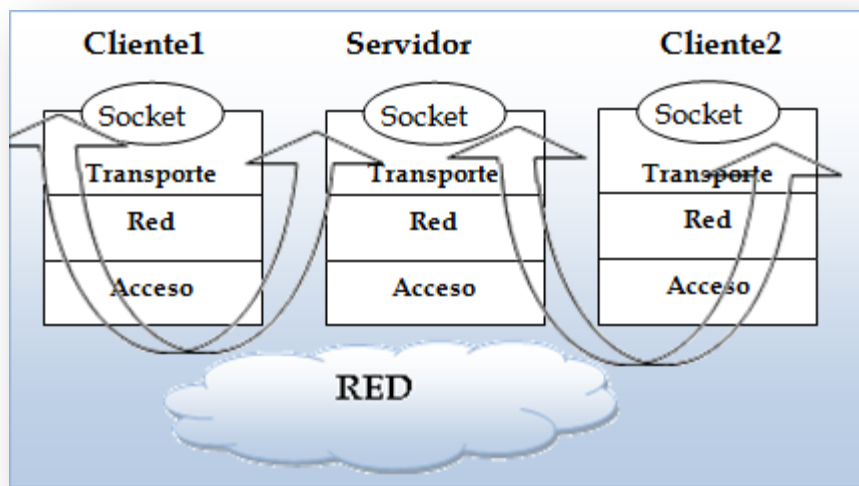 Cliente1 Servidor Cliente2
Socket Socket Socket
Transporte Transporte Transporte
Red Red Red
Acceso Acceso Acceso
RED